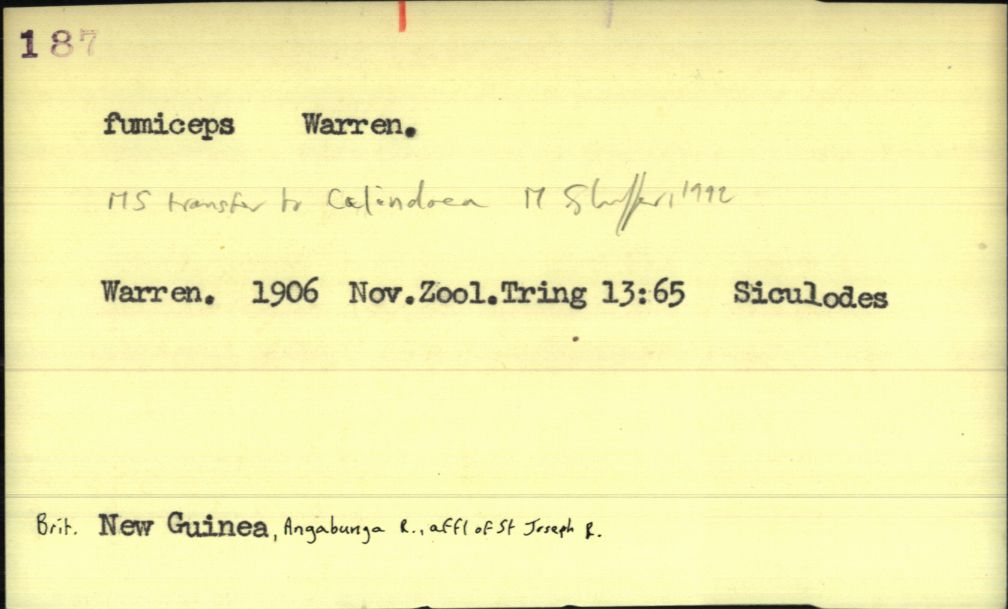 187
fumiceps Warren.
MS transfer to Calindoea M Shaffer, 1992
Warren. 1906 Nov.Zool.Tring 13:65 Siculodes
Brit. New Guinea, Angabunga R., affl of St Joseph R.